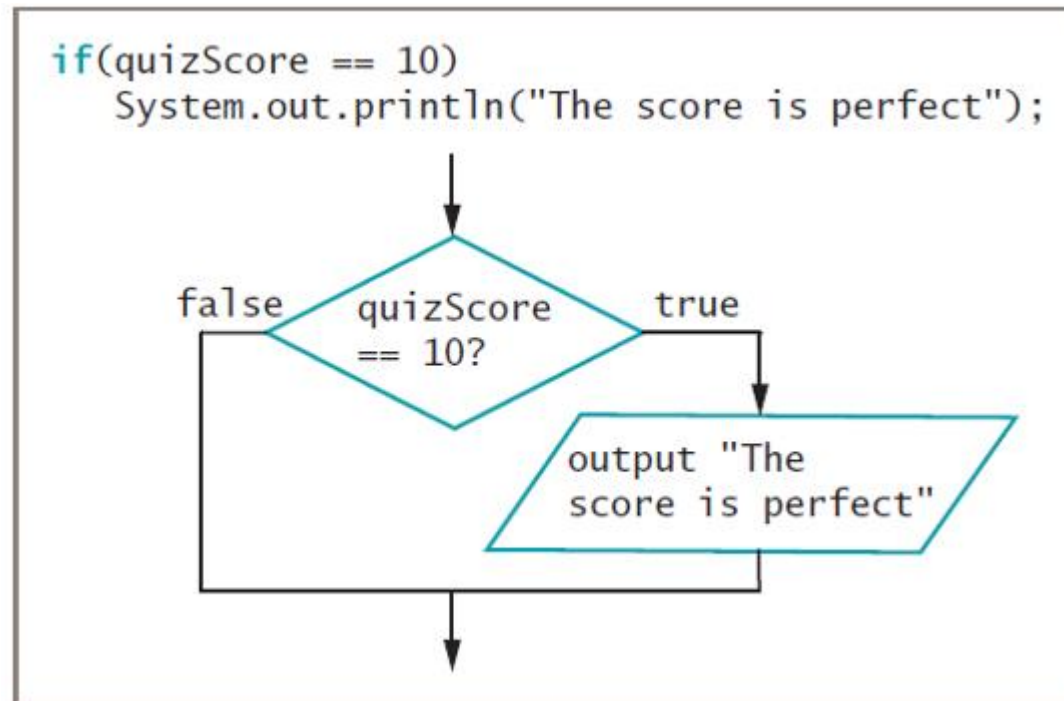 if(quizScore == 10)
System.out.println("The score is perfect");
false
quizScore
== 10?
true
output "The
score is perfect"